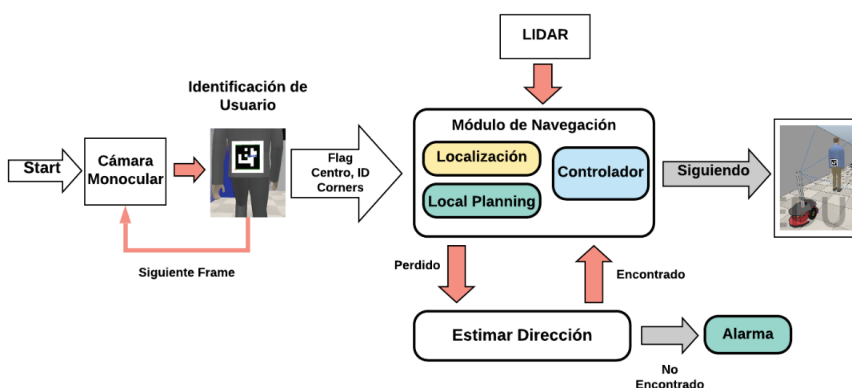 LIDAR
Identificación de
Usuario
Módulo de Navegación
Start
Cámara
Monocular
Flag
Centro, ID
Corners
Localización
Local Planning
Controlador
Siguiendo
Siguiente Frame
Perdido
Encontrado
Estimar Dirección
Alarma
No
Encontrado